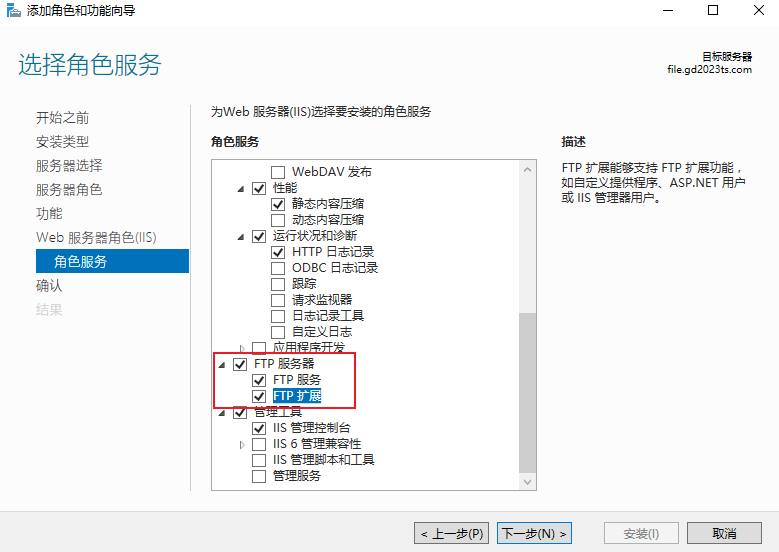 添加角色和功能向导
选择角色服务
目标服务器
file.gd2023ts.com
开始之前
安装类型
服务器选择
服务器角色
功能
Web 服务器角色(IIS)
角色服务
确认
结果
为Web 服务器(IIS)选择要安装的角色服务
角色服务
WebDAV 发布
性能
静态内容压缩
动态内容压缩
运行状况和诊断
HTTP 日志记录
ODBC 日志记录
跟踪
请求监视器
日志记录工具
自定义日志
应用程序开发
FTP 服务器
FTP 服务
FTP 扩展
管理工具
IIS 管理控制台
IIS 6 管理兼容性
IIS 管理脚本和工具
管理服务
描述
FTP 扩展能够支持 FTP 扩展功能，
如自定义提供程序、ASP.NET 用户
或 IIS 管理器用户。
< 上一步(P)
下一步(N) >
安装(I)
取消